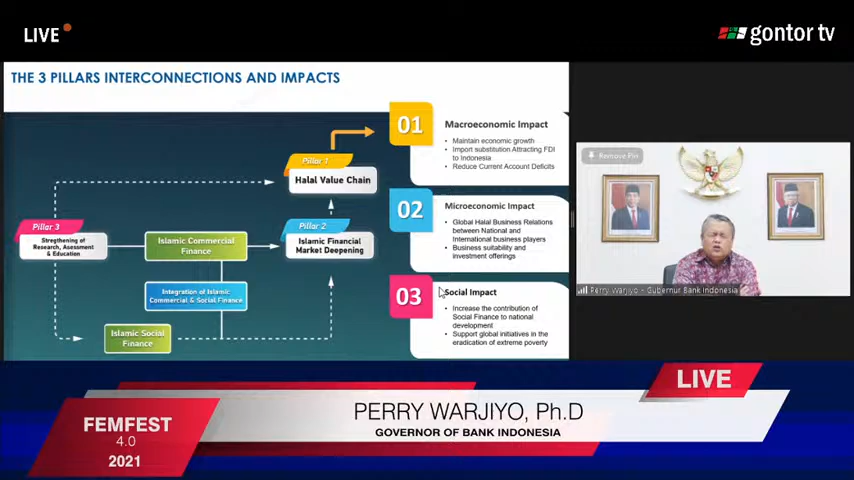 LIVE
gontor tv
THE 3 PILLARS INTERCONNECTIONS AND IMPACTS
01
Macroeconomic Impact
• Maintain economic growth
• Import substitution Attracting FDI
to Indonesia
• Reduce Current Account Deficits
Pillar 1
Halal Value Chain
02
Microeconomic Impact
• Global Halal Business Relations
between National and
International business players
• Business suitability and
investment offerings
Pillar 3
Stregthening of
Research, Assessment
& Education
Islamic Commercial
Finance
Pillar 2
Islamic Financial
Market Deepening
Integration of Islamic
Commercial & Social Finance
Islamic Social
Finance
03
Social Impact
• Increase the contribution of
Social Finance to national
development
• Support global initiatives in the
eradication of extreme poverty
Remove Pin
Perry Warjiyo - Gubernur Bank Indonesia
LIVE
PERRY WARJIYO, Ph.D
GOVERNOR OF BANK INDONESIA
FEMFEST
4.0
2021